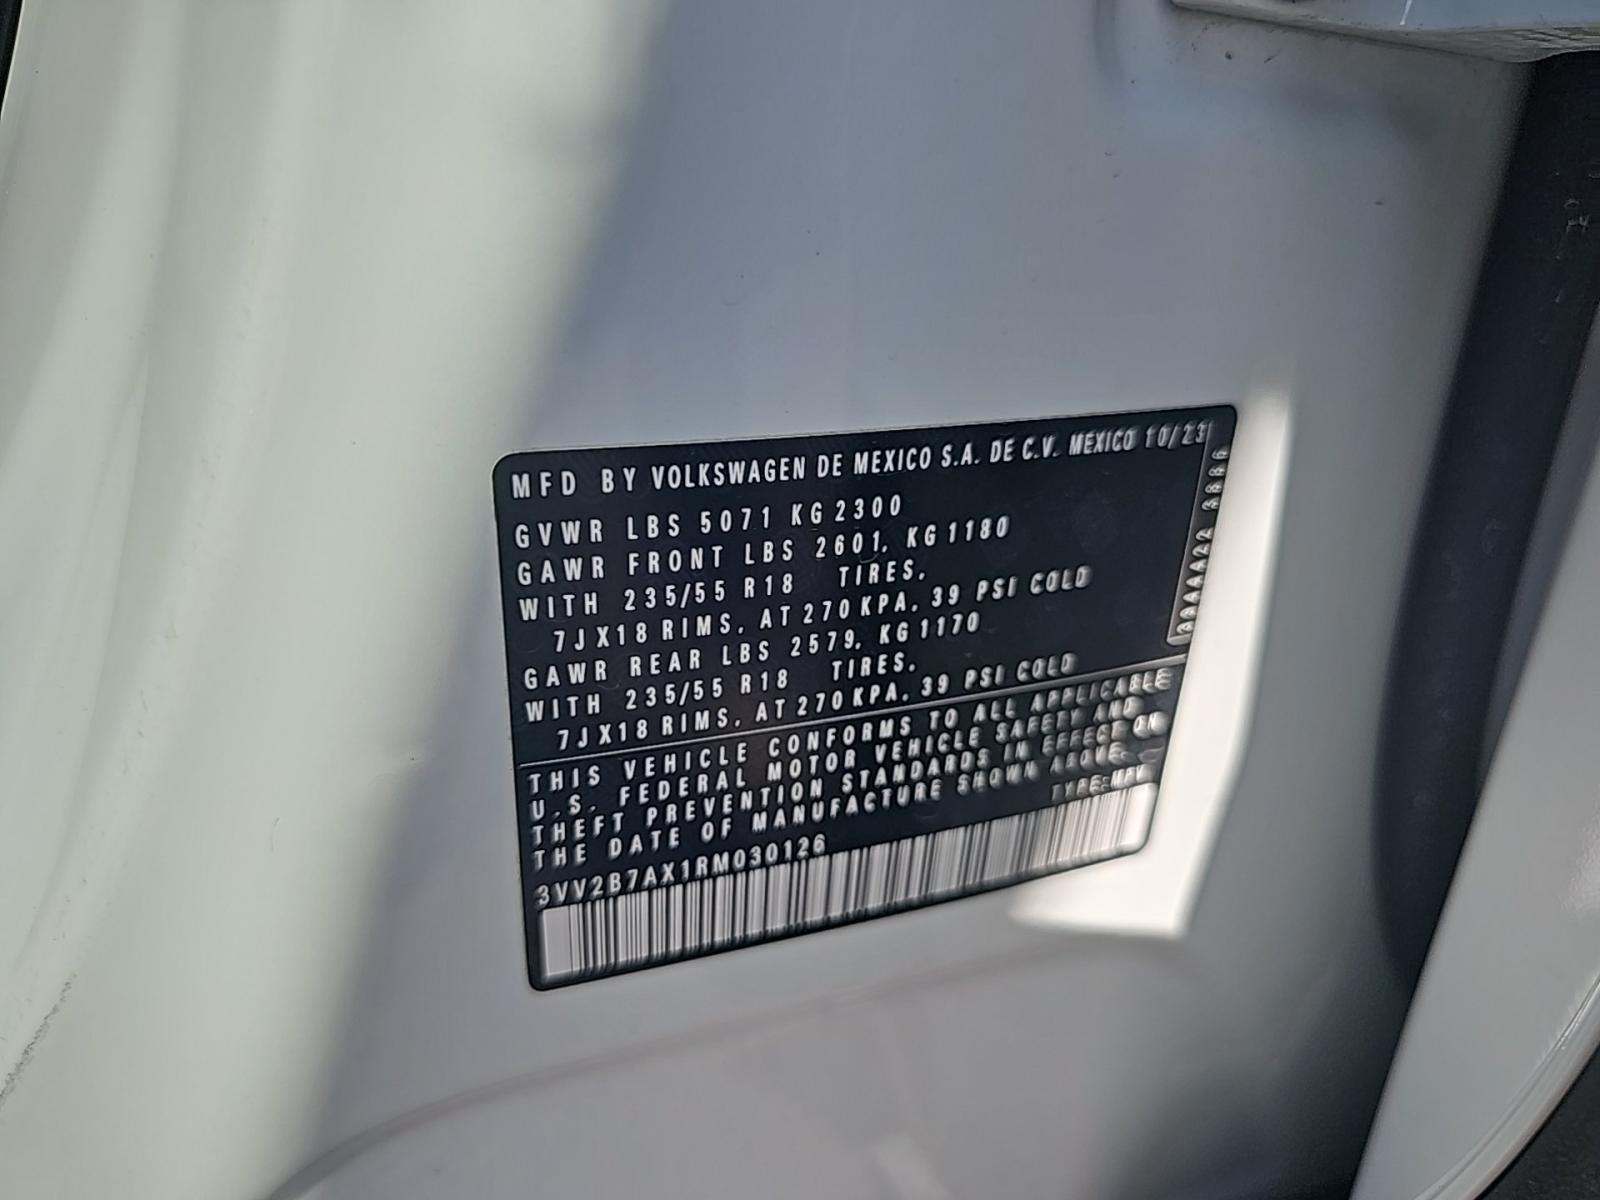 MFD BY VOLKSWAGEN DE MEXICO S.A. DE C.V. MEXICO 10/23
GVWR LBS 5071 KG 2300
GAWR FRONT LBS 2601, KG 1180
WITH 235/55 R18 TIRES,
7JX18 RIMS, AT 270 KPA, 39 PSI COLD
GAWR REAR LBS 2579, KG 1170
WITH 235/55 R18 TIRES,
7JX18 RIMS, AT 270 KPA, 39 PSI COLD
THIS VEHICLE CONFORMS TO ALL APPLICABLE
U.S. FEDERAL MOTOR VEHICLE SAFETY AND
THEFT PREVENTION STANDARDS IN EFFECT ON
THE DATE OF MANUFACTURE SHOWN ABOVE.
TYPE: MPV
3VV2B7AX1RM030126